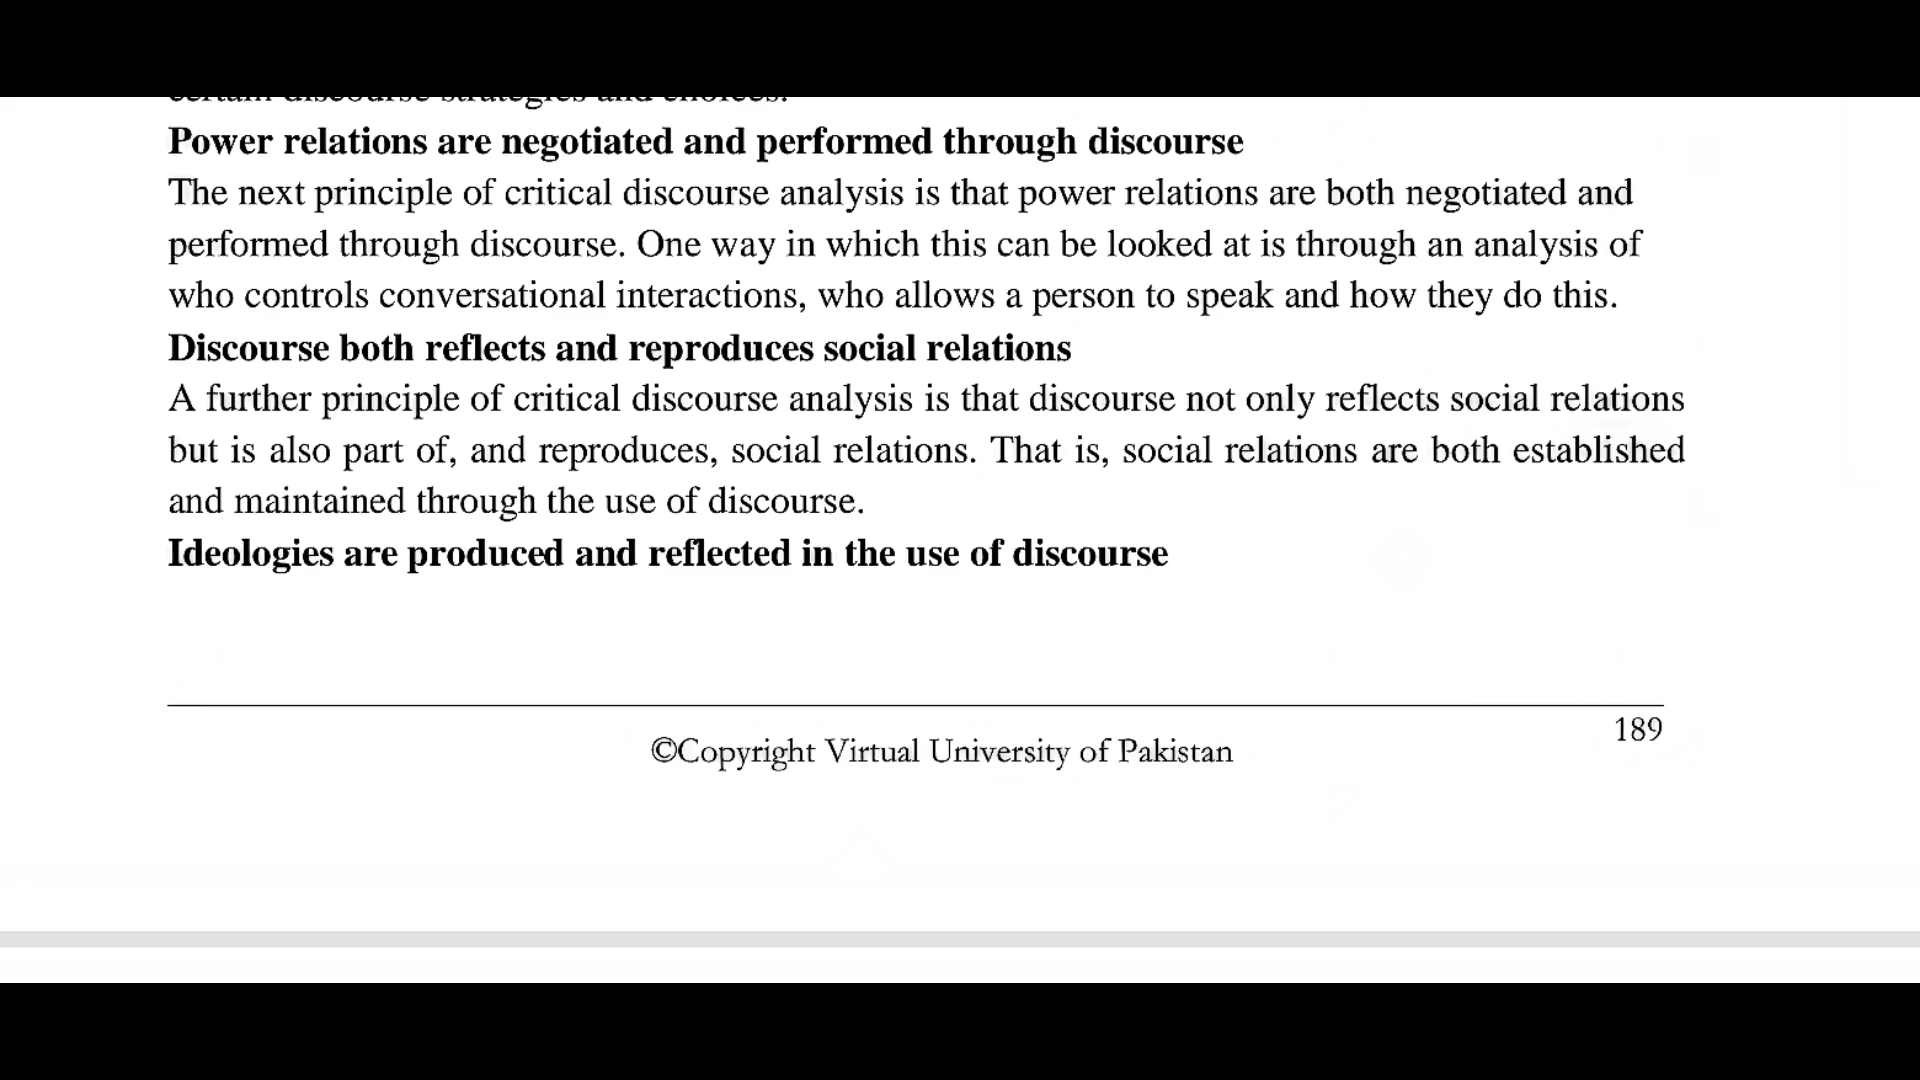 certain discourse strategies and choices.
Power relations are negotiated and performed through discourse
The next principle of critical discourse analysis is that power relations are both negotiated and
performed through discourse. One way in which this can be looked at is through an analysis of
who controls conversational interactions, who allows a person to speak and how they do this.
Discourse both reflects and reproduces social relations
A further principle of critical discourse analysis is that discourse not only reflects social relations
but is also part of, and reproduces, social relations. That is, social relations are both established
and maintained through the use of discourse.
Ideologies are produced and reflected in the use of discourse
189
©Copyright Virtual University of Pakistan